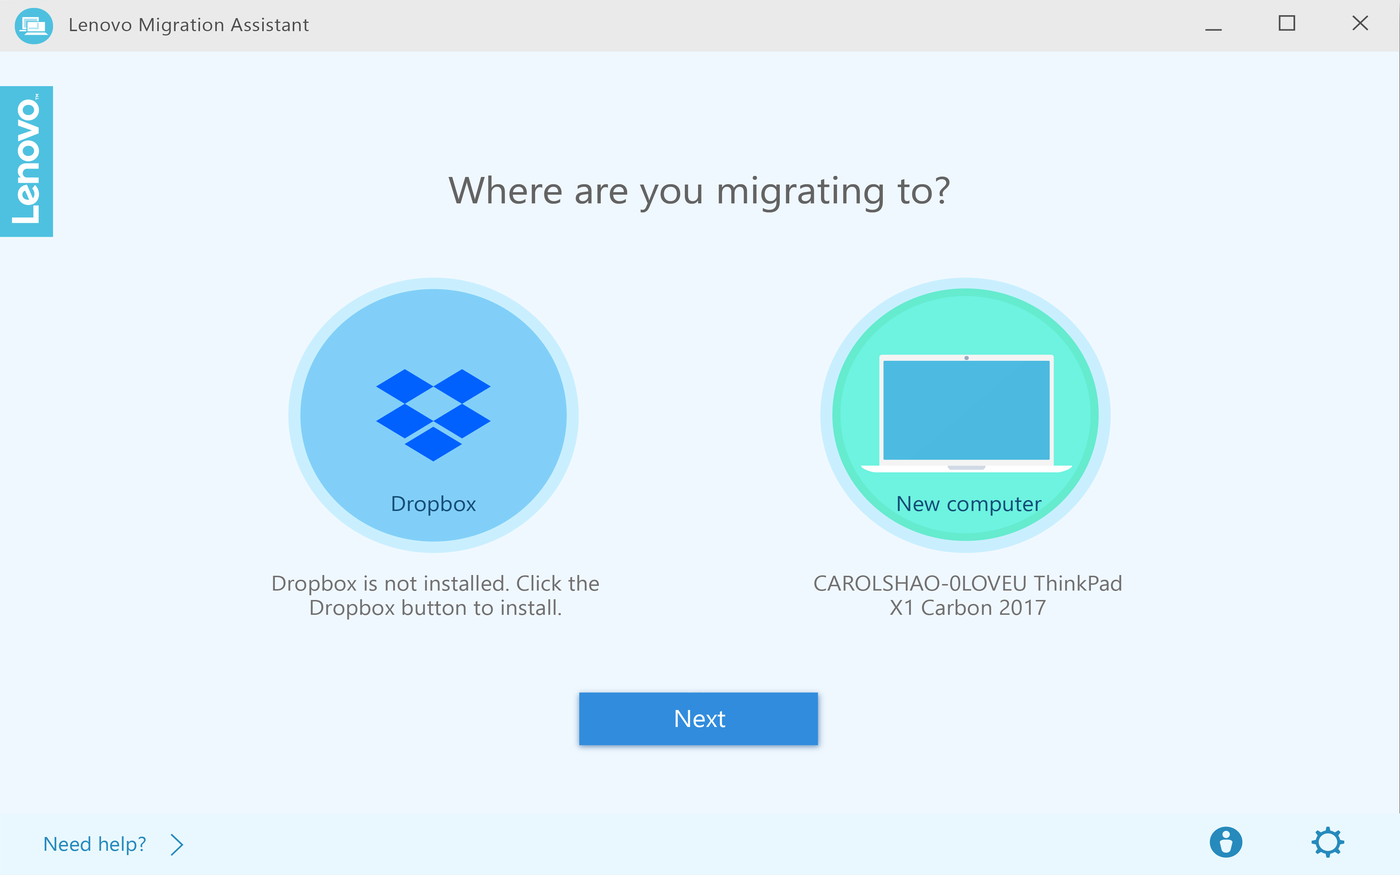 Lenovo Migration Assistant
Lenovo™
Where are you migrating to?
Dropbox
New computer
Dropbox is not installed. Click the
Dropbox button to install.
CAROLSHAO-0LOVEU ThinkPad
X1 Carbon 2017
Next
Need help?